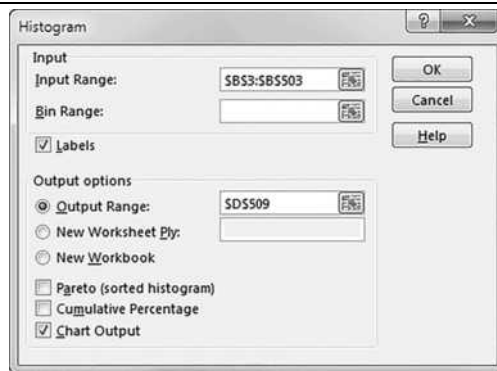 Histogram
Input
Input Range:
$B$3:$B$503
Bin Range:
Labels
Output options
Output Range:
$D$509
New Worksheet Ply:
New Workbook
Pareto (sorted histogram)
Cumulative Percentage
Chart Output
?
OK
Cancel
Help